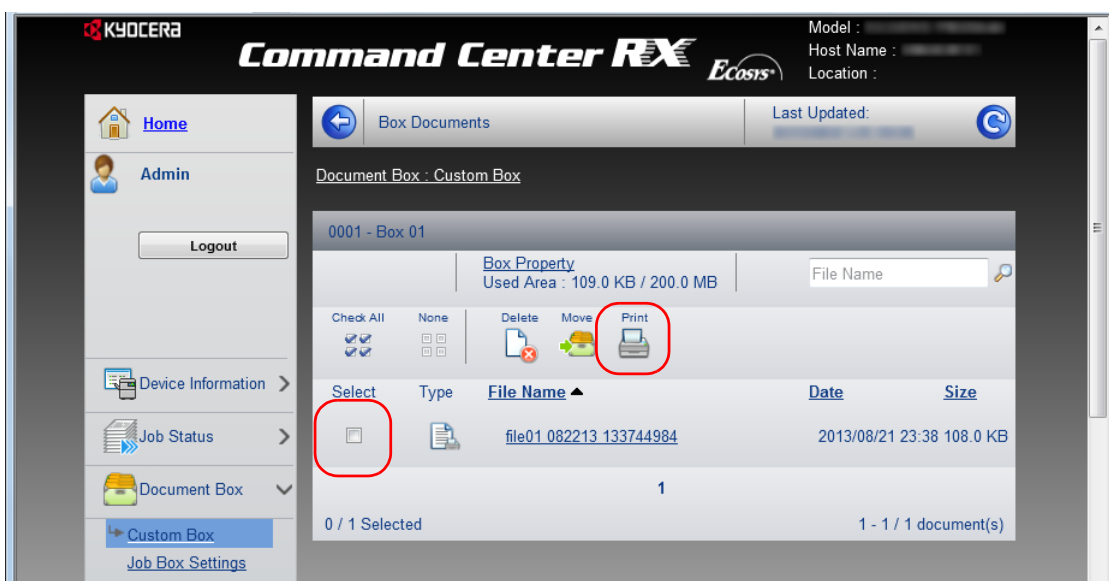 KYOCERA
Command Center RX
Ecosys
Model :
Host Name :
Location :
Home
Admin
Logout
Device Information
Job Status
Document Box
Custom Box
Job Box Settings
Box Documents
Last Updated:
Document Box : Custom Box
0001 - Box 01
Box Property
Used Area : 109.0 KB / 200.0 MB
File Name
Check All None Delete Move Print
Select Type File Name Date Size
file01 082213 133744984 2013/08/21 23:38 108.0 KB
1
0 / 1 Selected 1 - 1 / 1 document(s)